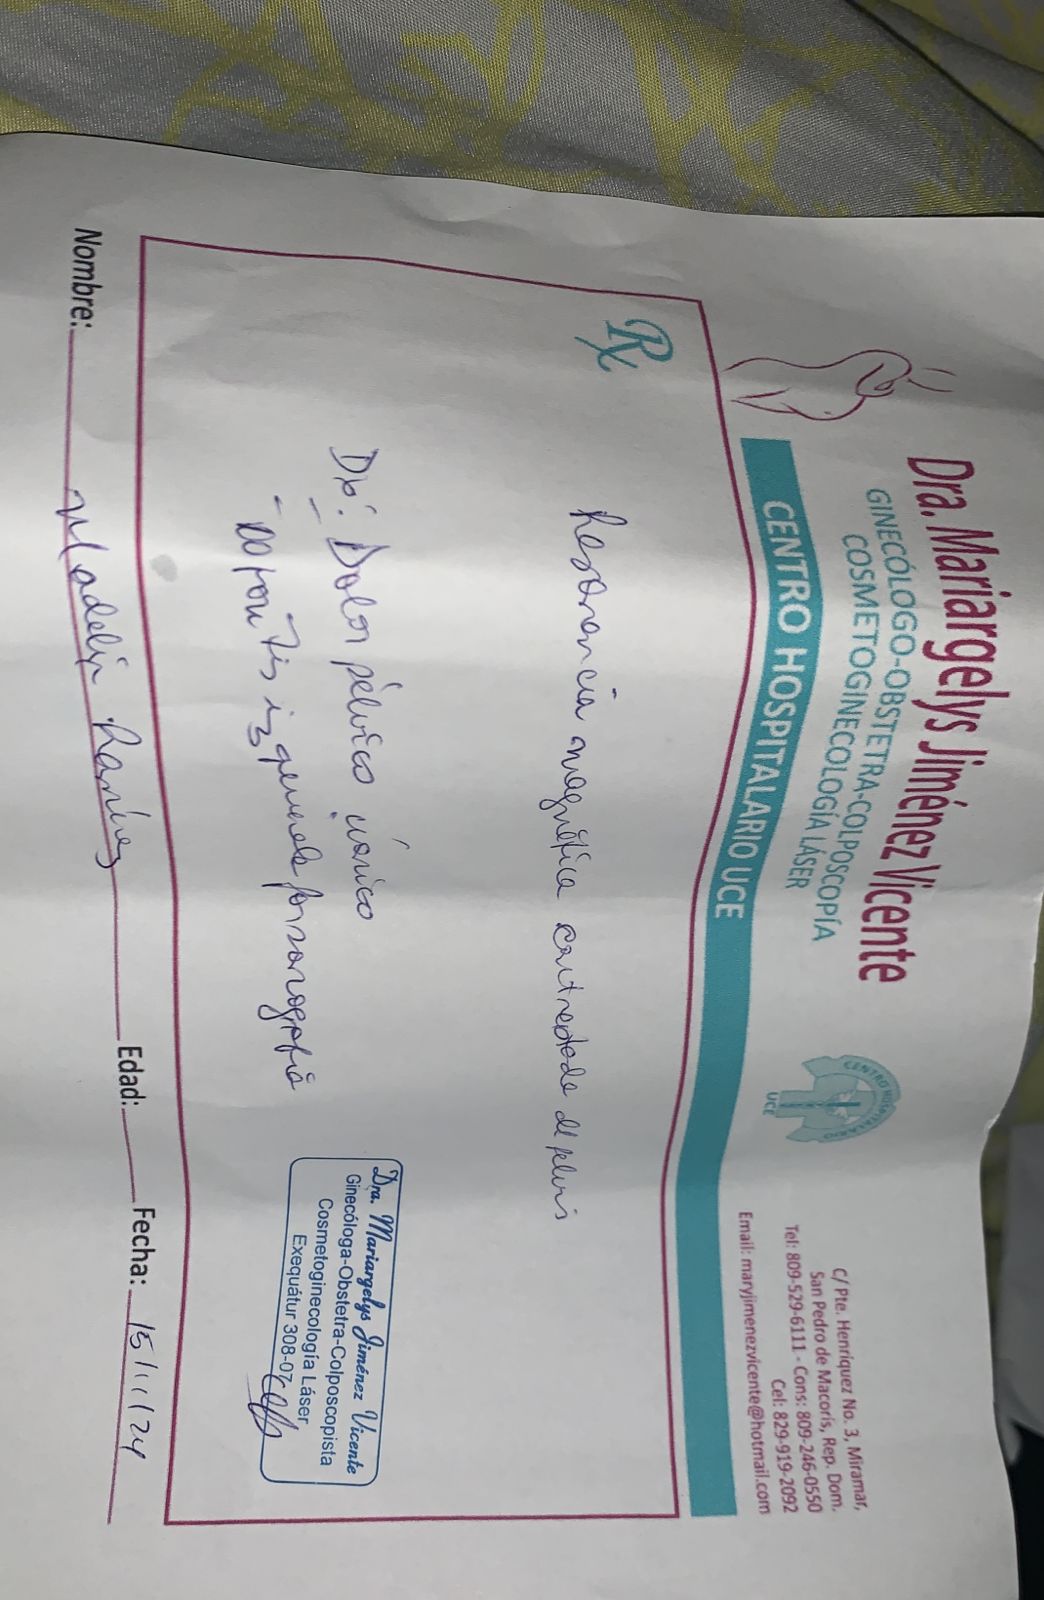 Dra. Mariargelys Jiménez Vicente
GINECÓLOGO-OBSTETRA-COLPOSCOPÍA
COSMETOGINECOLOGÍA LÁSER
CENTRO HOSPITALARIO UCE
CENTRO HOSPITALARIO
UCE
C/ Pte. Henríquez No. 3, Miramar,
San Pedro de Macorís, Rep. Dom.
Tel: 809-529-6111 - Cons: 809-246-0550
Cel: 829-919-2092
Email: maryjimenezvicente@hotmail.com
Rx
Resonancia magnética contrastada de pelvis
Dx: Dolor pélvico crónico
- izquierda por sonografía
Dra. Mariargelys Jiménez Vicente
Ginecóloga-Obstetra-Colposcopista
Cosmetoginecología Láser
Exequátur 308-07
Nombre: Madelin Ramírez Edad: Fecha: 15/11/24